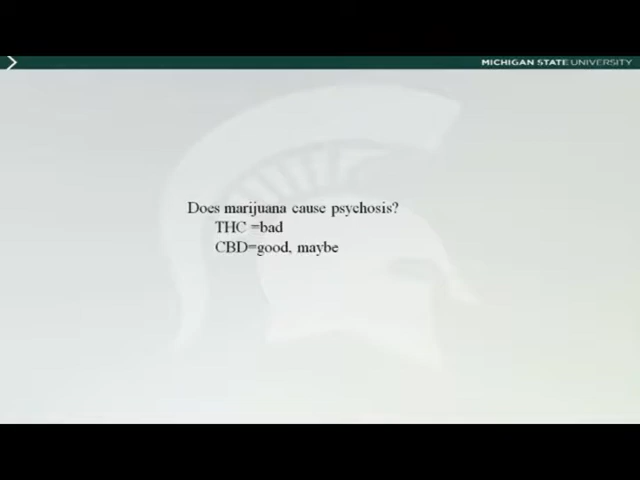 MICHIGAN STATE UNIVERSITY
Does marijuana cause psychosis?
THC =bad
CBD=good, maybe